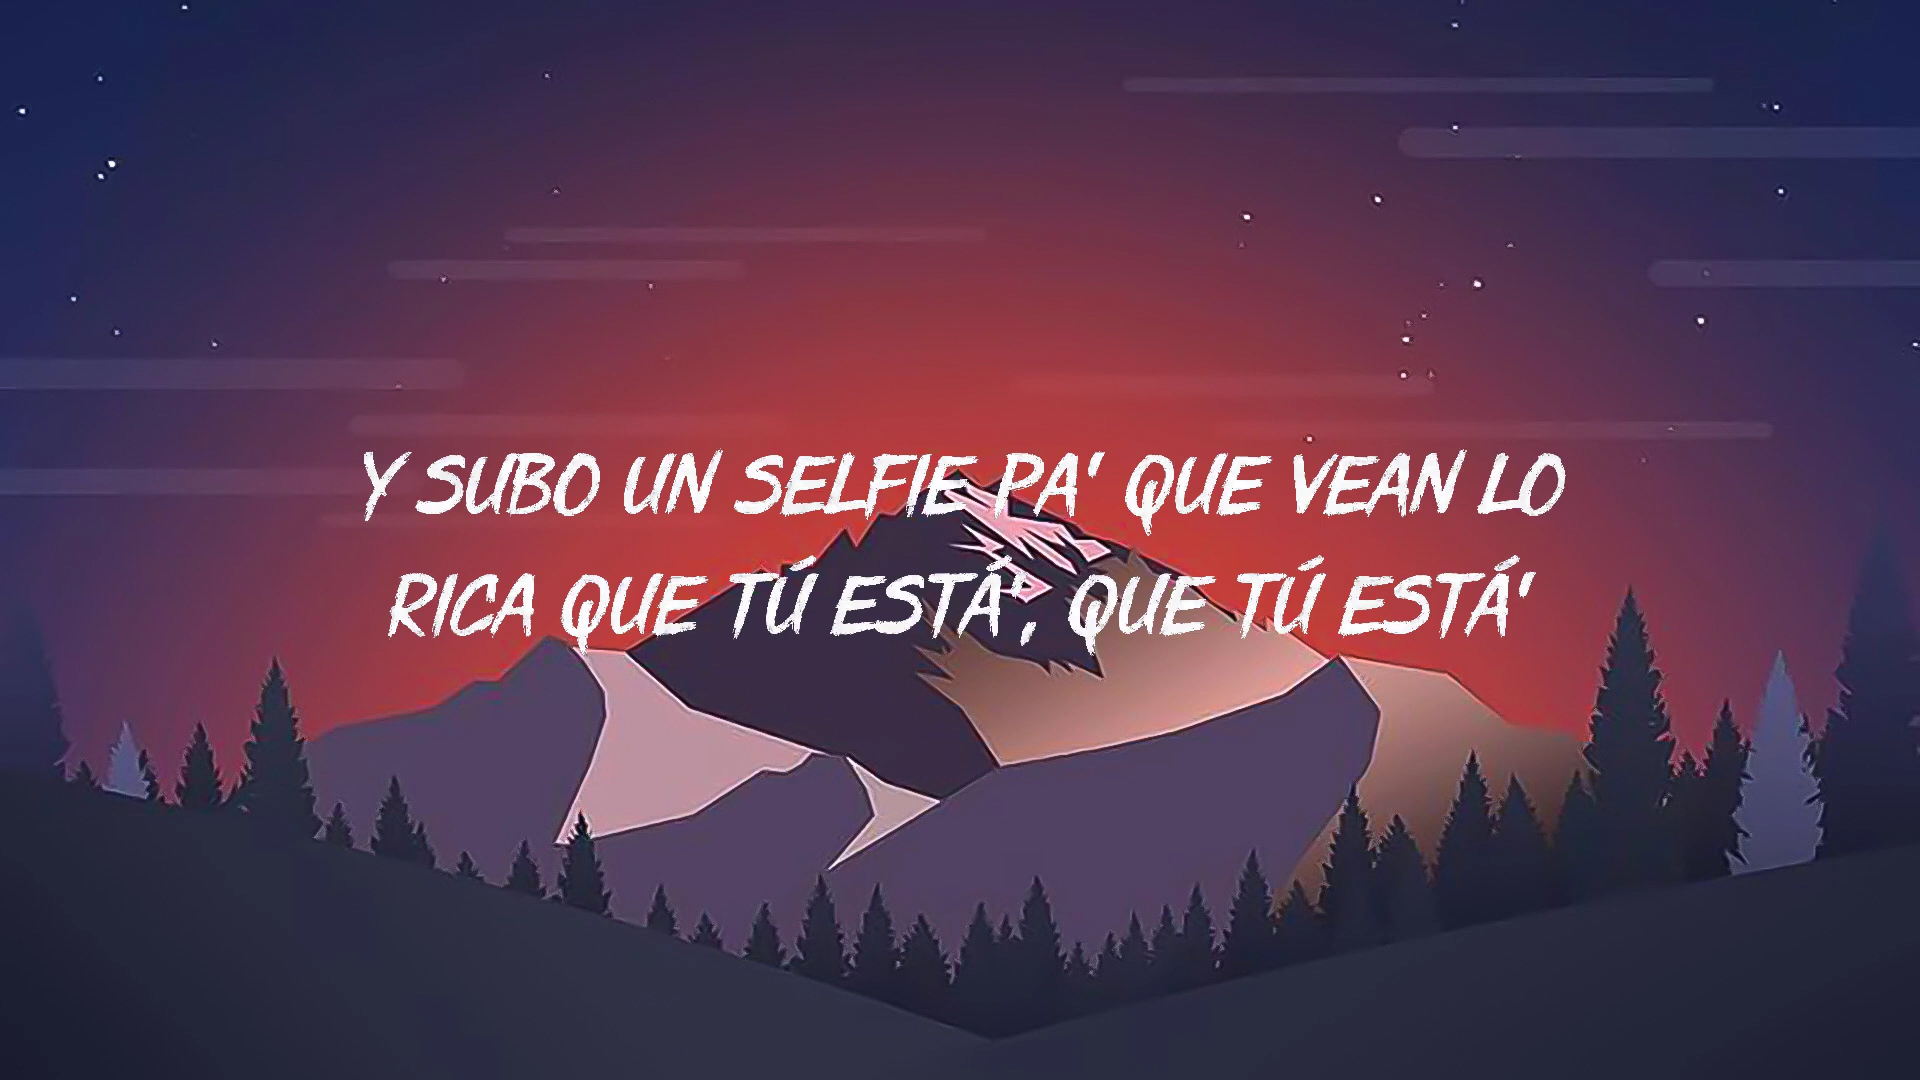 Y SUBO UN SELFIE PA' QUE VEAN LO
RICA QUE TÚ ESTÁ', QUE TÚ ESTÁ'